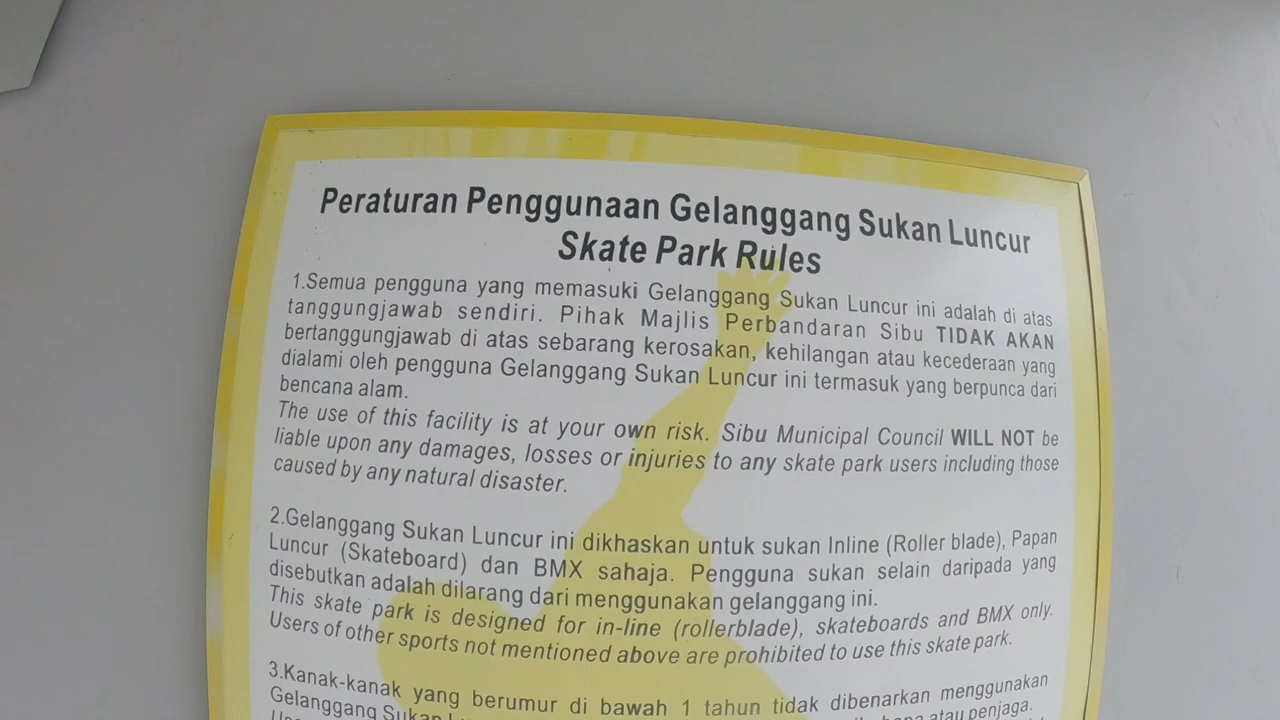 Peraturan Penggunaan Gelanggang Sukan Luncur
Skate Park Rules
1.Semua pengguna yang memasuki Gelanggang Sukan Luncur ini adalah di atas
tanggungjawab sendiri. Pihak Majlis Perbandaran Sibu TIDAK AKAN
bertanggungjawab di atas sebarang kerosakan, kehilangan atau kecederaan yang
dialami oleh pengguna Gelanggang Sukan Luncur ini termasuk yang berpunca dari
bencana alam.
The use of this facility is at your own risk. Sibu Municipal Council WILL NOT be
liable upon any damages, losses or injuries to any skate park users including those
caused by any natural disaster.
2.Gelanggang Sukan Luncur ini dikhaskan untuk sukan Inline (Roller blade), Papan
Luncur (Skateboard) dan BMX sahaja. Pengguna sukan selain daripada yang
disebutkan adalah dilarang dari menggunakan gelanggang ini.
This skate park is designed for in-line (rollerblade), skateboards and BMX only.
Users of other sports not mentioned above are prohibited to use this skate park.
3.Kanak-kanak yang berumur di bawah 1 tahun tidak dibenarkan menggunakan
Gelanggang Sukan atau penjaga.